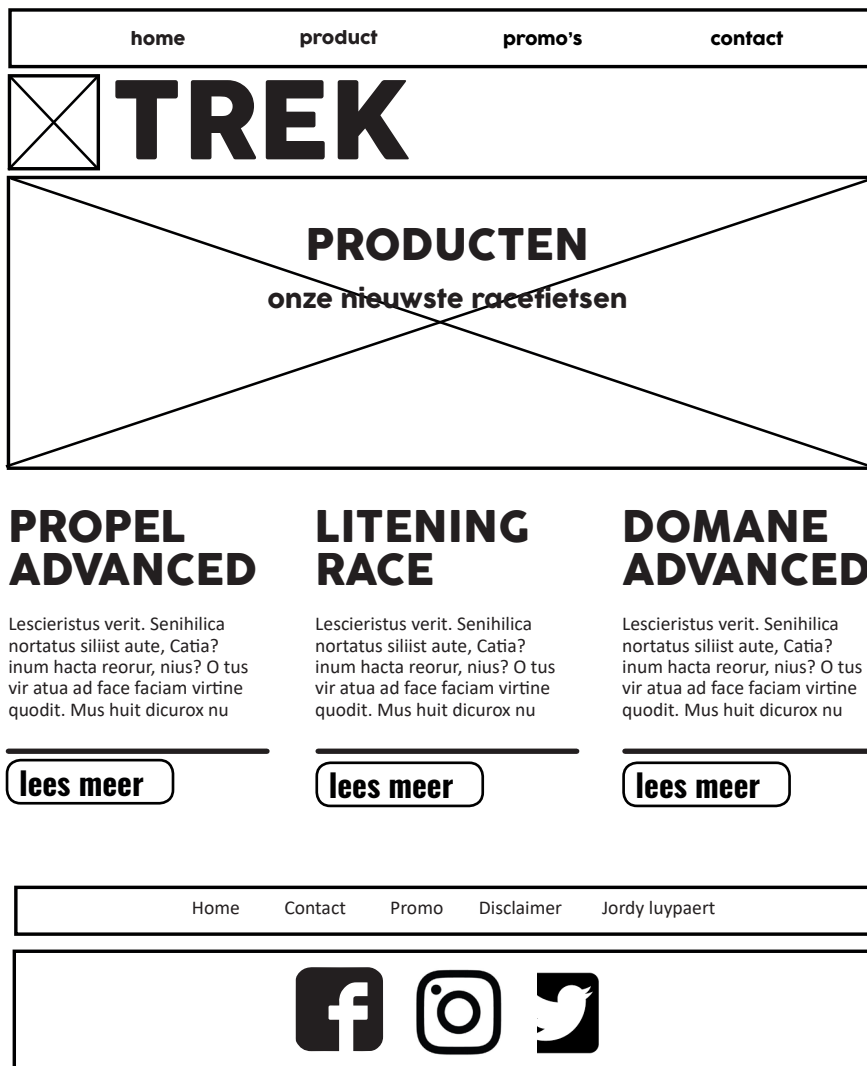 home product promo's contact
TREK
PRODUCTEN
onze nieuwste racefietsen
PROPEL
ADVANCED
Lescieristus verit. Senihilica
nortatus siliist aute, Catia?
inum hacta reorur, nius? O tus
vir atua ad face faciam virtine
quodit. Mus huit dicurox nu
lees meer
LITENING
RACE
Lescieristus verit. Senihilica
nortatus siliist aute, Catia?
inum hacta reorur, nius? O tus
vir atua ad face faciam virtine
quodit. Mus huit dicurox nu
lees meer
DOMANE
ADVANCED
Lescieristus verit. Senihilica
nortatus siliist aute, Catia?
inum hacta reorur, nius? O tus
vir atua ad face faciam virtine
quodit. Mus huit dicurox nu
lees meer
Home Contact Promo Disclaimer Jordy luypaert